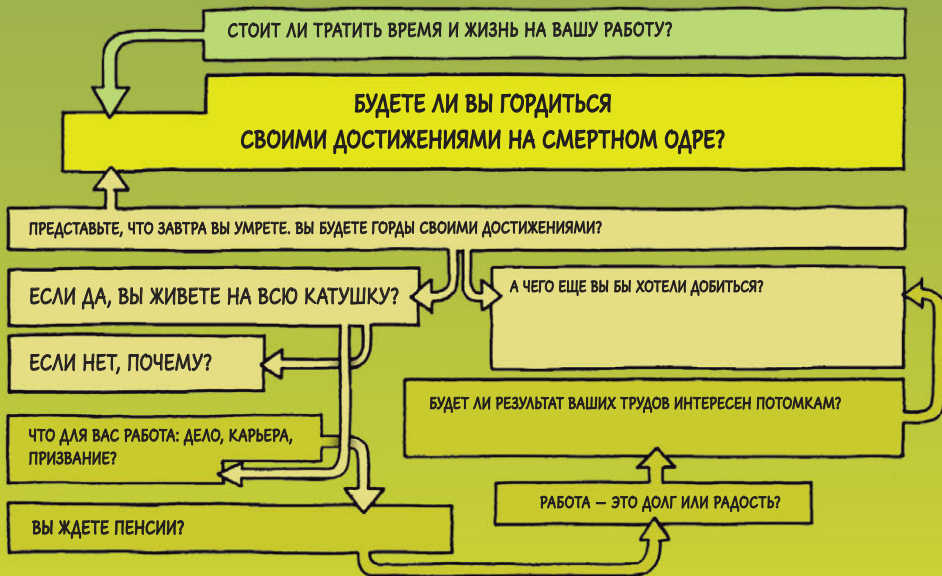 СТОИТ ЛИ ТРАТИТЬ ВРЕМЯ И ЖИЗНЬ НА ВАШУ РАБОТУ?
БУДЕТЕ ЛИ ВЫ ГОРДИТЬСЯ
СВОИМИ ДОСТИЖЕНИЯМИ НА СМЕРТНОМ ОДРЕ?
ПРЕДСТАВЬТЕ, ЧТО ЗАВТРА ВЫ УМРЕТЕ. ВЫ БУДЕТЕ ГОРДЫ СВОИМИ ДОСТИЖЕНИЯМИ?
ЕСЛИ ДА, ВЫ ЖИВЕТЕ НА ВСЮ КАТУШКУ?
А ЧЕГО ЕЩЕ ВЫ БЫ ХОТЕЛИ ДОБИТЬСЯ?
ЕСЛИ НЕТ, ПОЧЕМУ?
БУДЕТ ЛИ РЕЗУЛЬТАТ ВАШИХ ТРУДОВ ИНТЕРЕСЕН ПОТОМКАМ?
ЧТО ДЛЯ ВАС РАБОТА: ДЕЛО, КАРЬЕРА,
ПРИЗВАНИЕ?
РАБОТА – ЭТО ДОЛГ ИЛИ РАДОСТЬ?
ВЫ ЖДЕТЕ ПЕНСИИ?